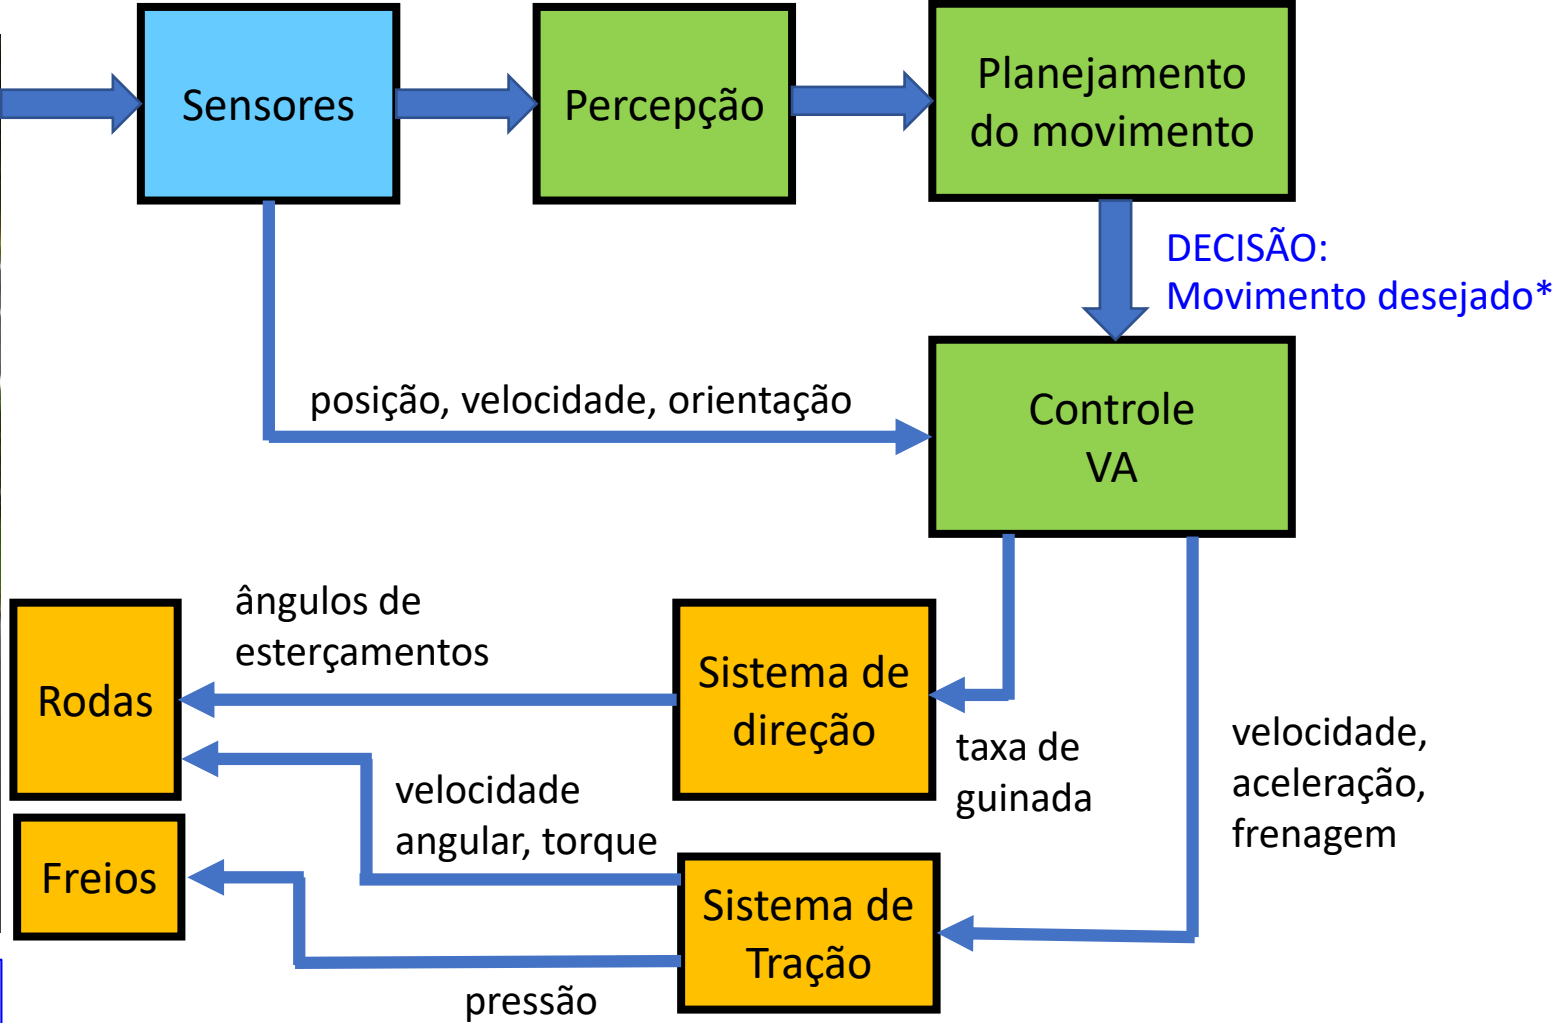 Sensores
Percepção
Planejamento
do movimento
DECISÃO:
Movimento desejado*
posição, velocidade, orientação
Controle
VA
ângulos de
esterçamentos
Rodas
Sistema de
direção
taxa de
guinada
velocidade,
aceleração,
frenagem
velocidade
angular, torque
Freios
Sistema de
Tração
pressão